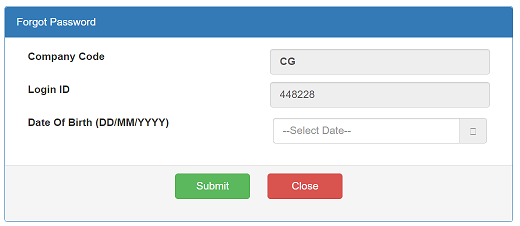 Forgot Password
Company Code
CG
Login ID
448228
Date Of Birth (DD/MM/YYYY)
--Select Date--
Submit
Close